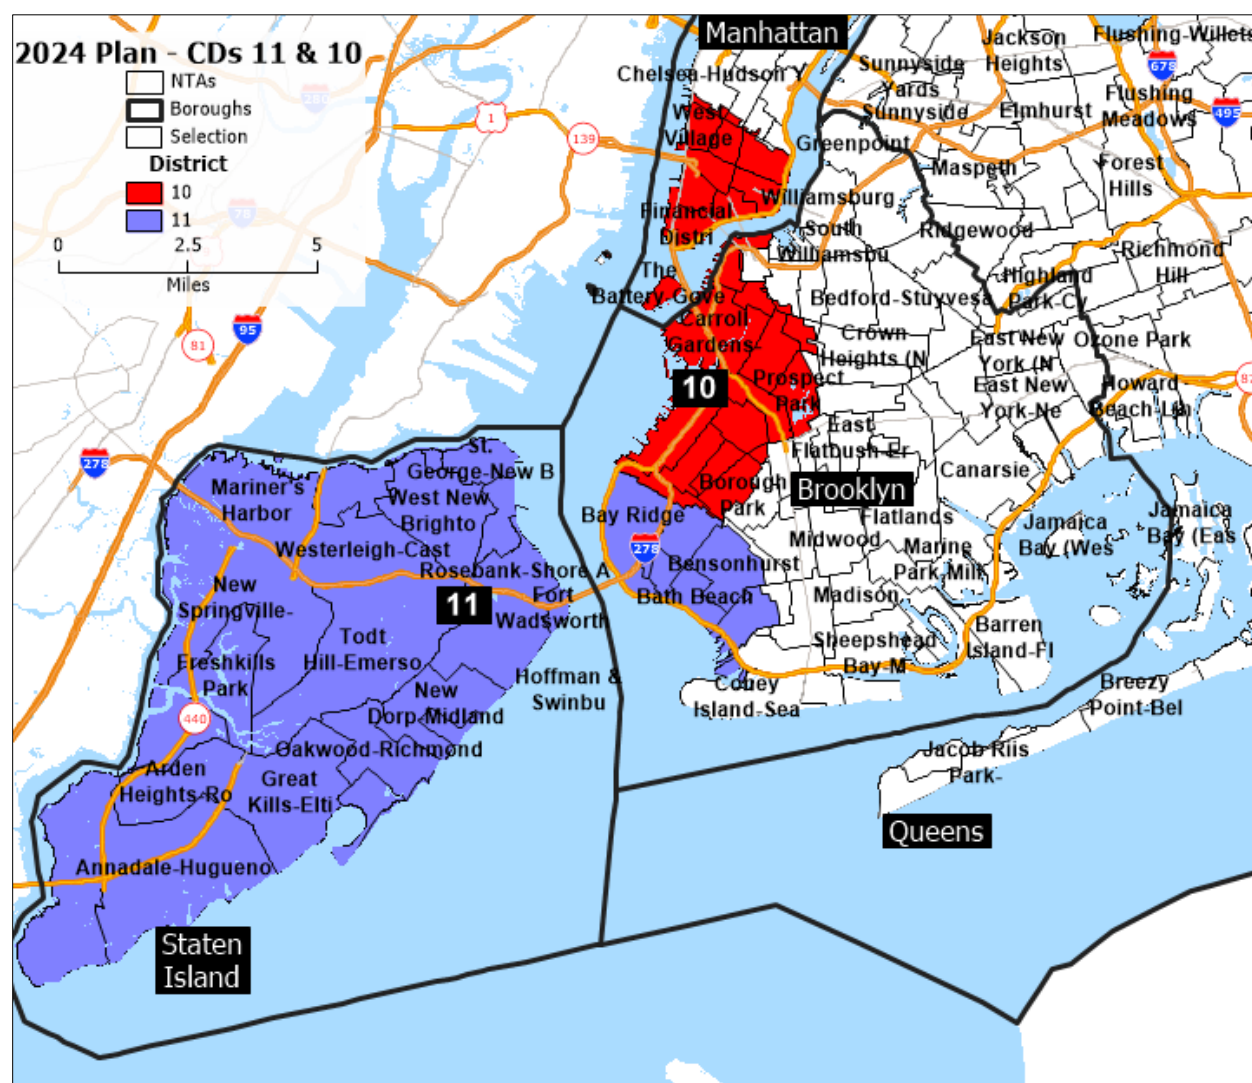 2024 Plan - CDs 11 & 10
NTAs
Boroughs
Selection
District
10
11
0 2.5 5
Miles
280
78
1
139
95
81
278
440
278
678
495
Manhattan
Chelsea-Hudson Y
West
Village
Financial
Distri
The
Battery-Gove
Carroll
Gardens-
10
Prospect
Park
Borough
Park
Brooklyn
Bay Ridge
Bensonhurst
Bath Beach
Coney
Island-Sea
Sunnyside
Yards
Sunnyside
Jackson
Heights
Flushing-Willets
Elmhurst
Flushing
Meadows
Greenpoint
Maspeth
Forest
Hills
Williamsburg
South
Williamsbu
Ridgewood
Richmond
Hill
Highland
Park-Cy
Bedford-Stuyvesa
Crown
Heights (N
East New
York (N
Ozone Park
East New
York-Ne
Howard
Beach-Lin
East
Flatbush-Er
Canarsie
Flatlands
Midwood
Marine
Park-Mill
Jamaica
Bay (Wes
Jamaica
Bay (Eas
Madison
Sheepshead
Bay-M
Barren
Island-Fl
Breezy
Point-Bel
Jacob Riis
Park-
Queens
St.
George-New B
Mariner's
Harbor
West New
Brighto
Westerleigh-Cast
Rosebank-Shore A
Fort
Wadsworth
New
Springville-
11
Todt
Hill-Emerso
Freshkills
Park
Hoffman &
Swinbu
New
Dorp-Midland
Oakwood-Richmond
Arden
Heights-Ro
Great
Kills-Elti
Annadale-Hugueno
Staten
Island